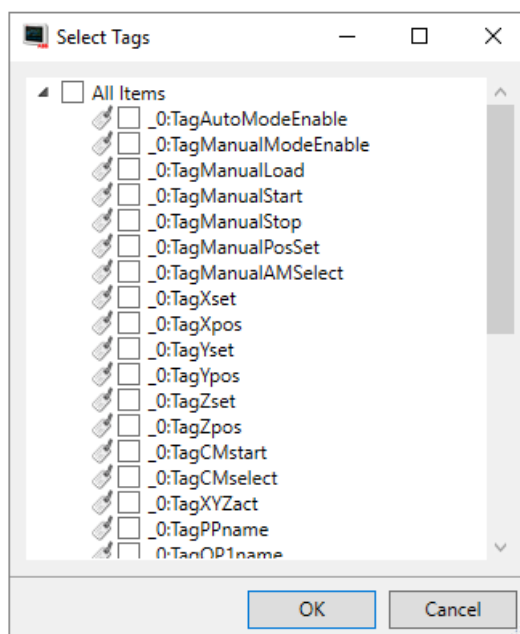 Select Tags
All Items
_0:TagAutoModeEnable
_0:TagManualModeEnable
_0:TagManualLoad
_0:TagManualStart
_0:TagManualStop
_0:TagManualPosSet
_0:TagManualAMSelect
_0:TagXset
_0:TagXpos
_0:TagYset
_0:TagYpos
_0:TagZset
_0:TagZpos
_0:TagCMstart
_0:TagCMselect
_0:TagXYZact
_0:TagPPname
_0:TagOP1name
OK
Cancel